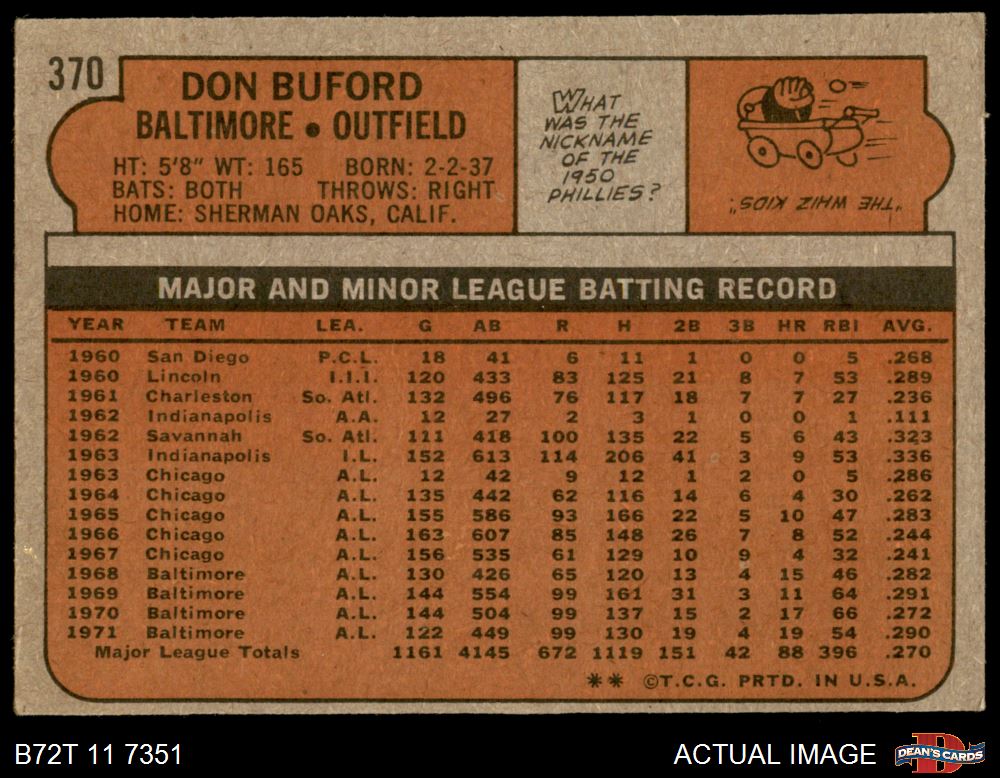 370
DON BUFORD
BALTIMORE • OUTFIELD
HT: 5'8" WT: 165 BORN: 2-2-37
BATS: BOTH THROWS: RIGHT
HOME: SHERMAN OAKS, CALIF.
WHAT
WAS THE
NICKNAME
OF THE
1950
PHILLIES?
"THE WHIZ KIDS"
MAJOR AND MINOR LEAGUE BATTING RECORD
YEAR TEAM LEA. G AB R H 2B 3B HR RBI AVG.
1960 San Diego P.C.L. 18 41 6 11 1 0 0 5 .268
1960 Lincoln I.I.I. 120 433 83 125 21 8 7 53 .289
1961 Charleston So. Atl. 132 496 76 117 18 7 7 27 .236
1962 Indianapolis A.A. 12 27 2 3 1 0 0 1 .111
1962 Savannah So. Atl. 111 418 100 135 22 5 6 43 .323
1963 Indianapolis I.L. 152 613 114 206 41 3 9 53 .336
1963 Chicago A.L. 12 42 9 12 1 2 0 5 .286
1964 Chicago A.L. 135 442 62 116 14 6 4 30 .262
1965 Chicago A.L. 155 586 93 166 22 5 10 47 .283
1966 Chicago A.L. 163 607 85 148 26 7 8 52 .244
1967 Chicago A.L. 156 535 61 129 10 9 4 32 .241
1968 Baltimore A.L. 130 426 65 120 13 4 15 46 .282
1969 Baltimore A.L. 144 554 99 161 31 3 11 64 .291
1970 Baltimore A.L. 144 504 99 137 15 2 17 66 .272
1971 Baltimore A.L. 122 449 99 130 19 4 19 54 .290
Major League Totals 1161 4145 672 1119 151 42 88 396 .270
** ©T.C.G. PRTD. IN U.S.A.
B72T 11 7351
ACTUAL IMAGE
D
DEAN'S CARDS